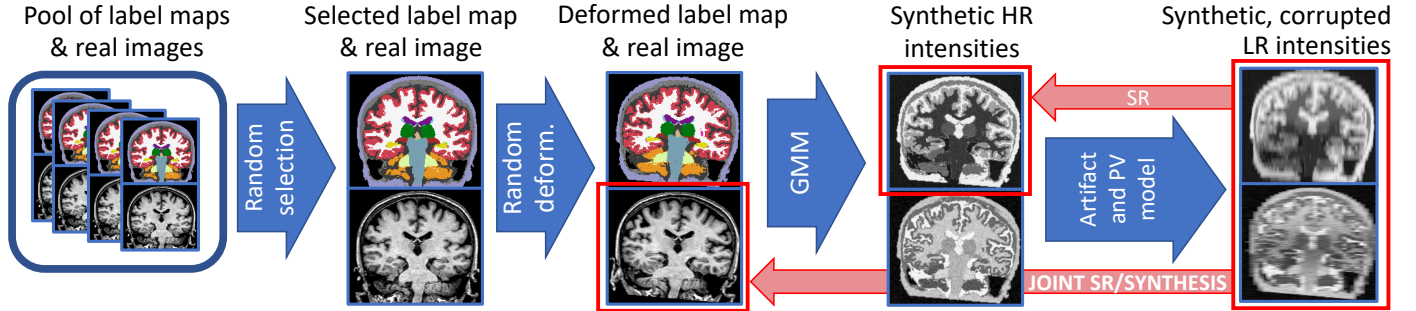 Pool of label maps
& real images
Selected label map
& real image
Deformed label map
& real image
Synthetic HR
intensities
Synthetic, corrupted
LR intensities
Random
selection
Random
deform.
GMM
SR
Artifact
and PV
model
JOINT SR/SYNTHESIS